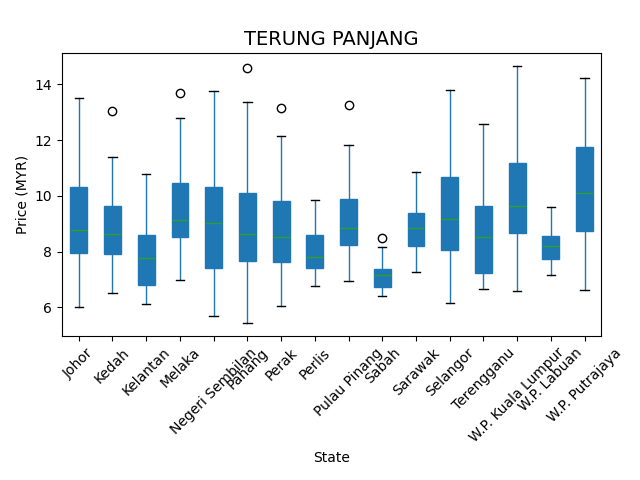 TERUNG PANJANG
Price (MYR)
14
12
10
8
6
Johor
Kedah
Kelantan
Melaka
Negeri Sembilan
Pahang
Perak
Perlis
Pulau Pinang
Sabah
Sarawak
Selangor
Terengganu
W.P. Kuala Lumpur
W.P. Labuan
W.P. Putrajaya
State